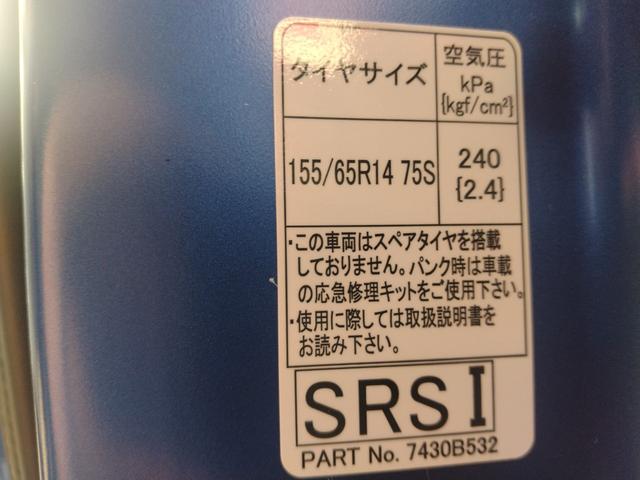 タイヤサイズ
空気圧
kPa
{kgf/cm²}
155/65R14 75S
240
{2.4}
・この車両はスペアタイヤを搭載
しておりません。パンク時は車載
の応急修理キットをご使用下さい。
・使用に際しては取扱説明書を
お読み下さい。
SRS I
PART No. 7430B532